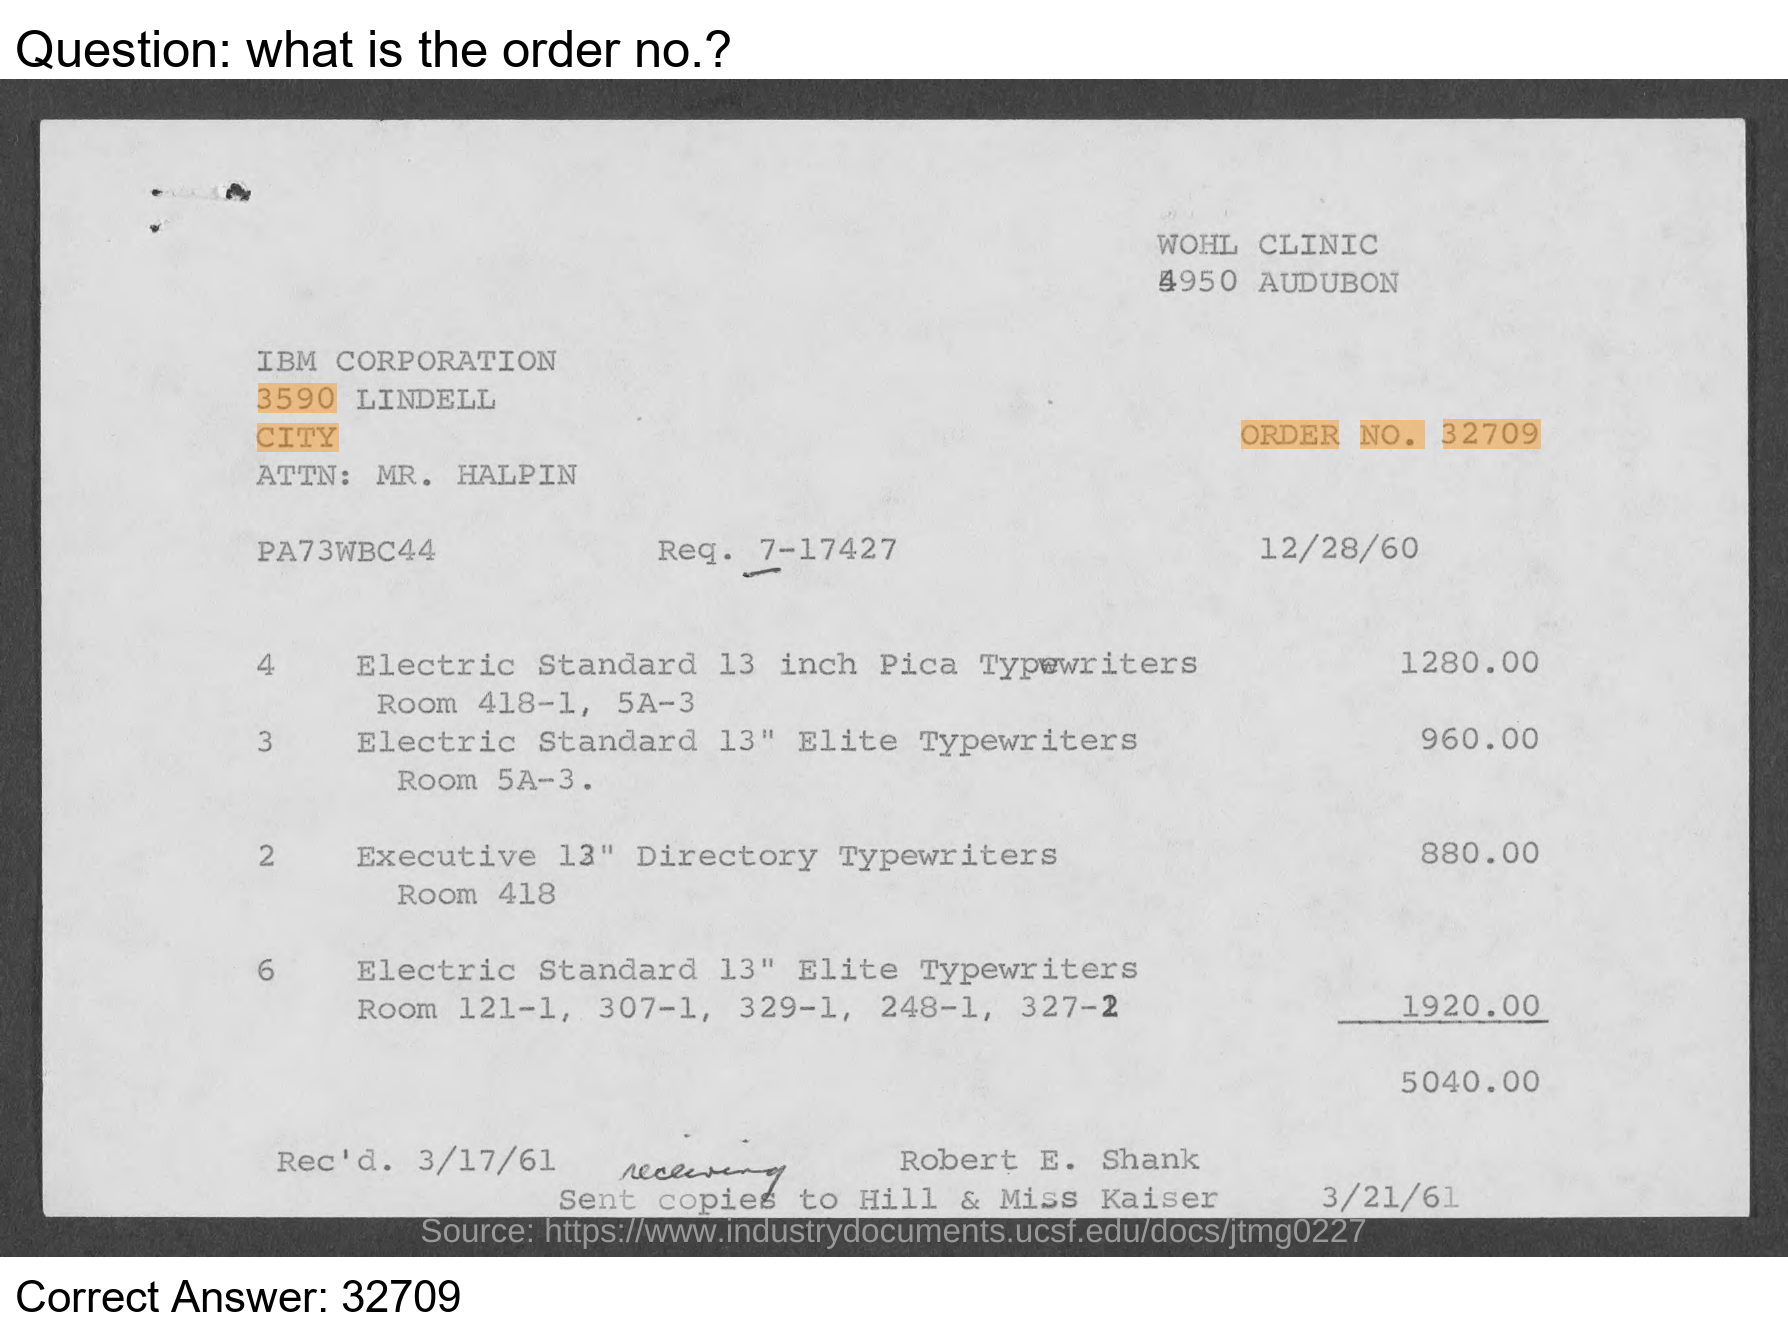 Question: what is the order no.?
WOHL CLINIC
4950 AUDUBON
IBM CORPORATION
3590 LINDELL
CITY
ORDER NO. 32709
ATTN: MR. HALPIN
PA73WBC44 Req. 7-17427 12/28/60
4 Electric Standard 13 inch Pica Typewriters 1280.00
Room 418-1, 5A-3
3 Electric Standard 13" Elite Typewriters 960.00
Room 5A-3.
2 Executive 13" Directory Typewriters 880.00
Room 418
6 Electric Standard 13" Elite Typewriters
Room 121-1, 307-1, 329-1, 248-1, 327-2 1920.00
5040.00
Rec'd. 3/17/61 receiving Robert E. Shank
Sent copies to Hill & Miss Kaiser 3/21/61
Source: https://www.industrydocuments.ucsf.edu/docs/jtmg0227
Correct Answer: 32709